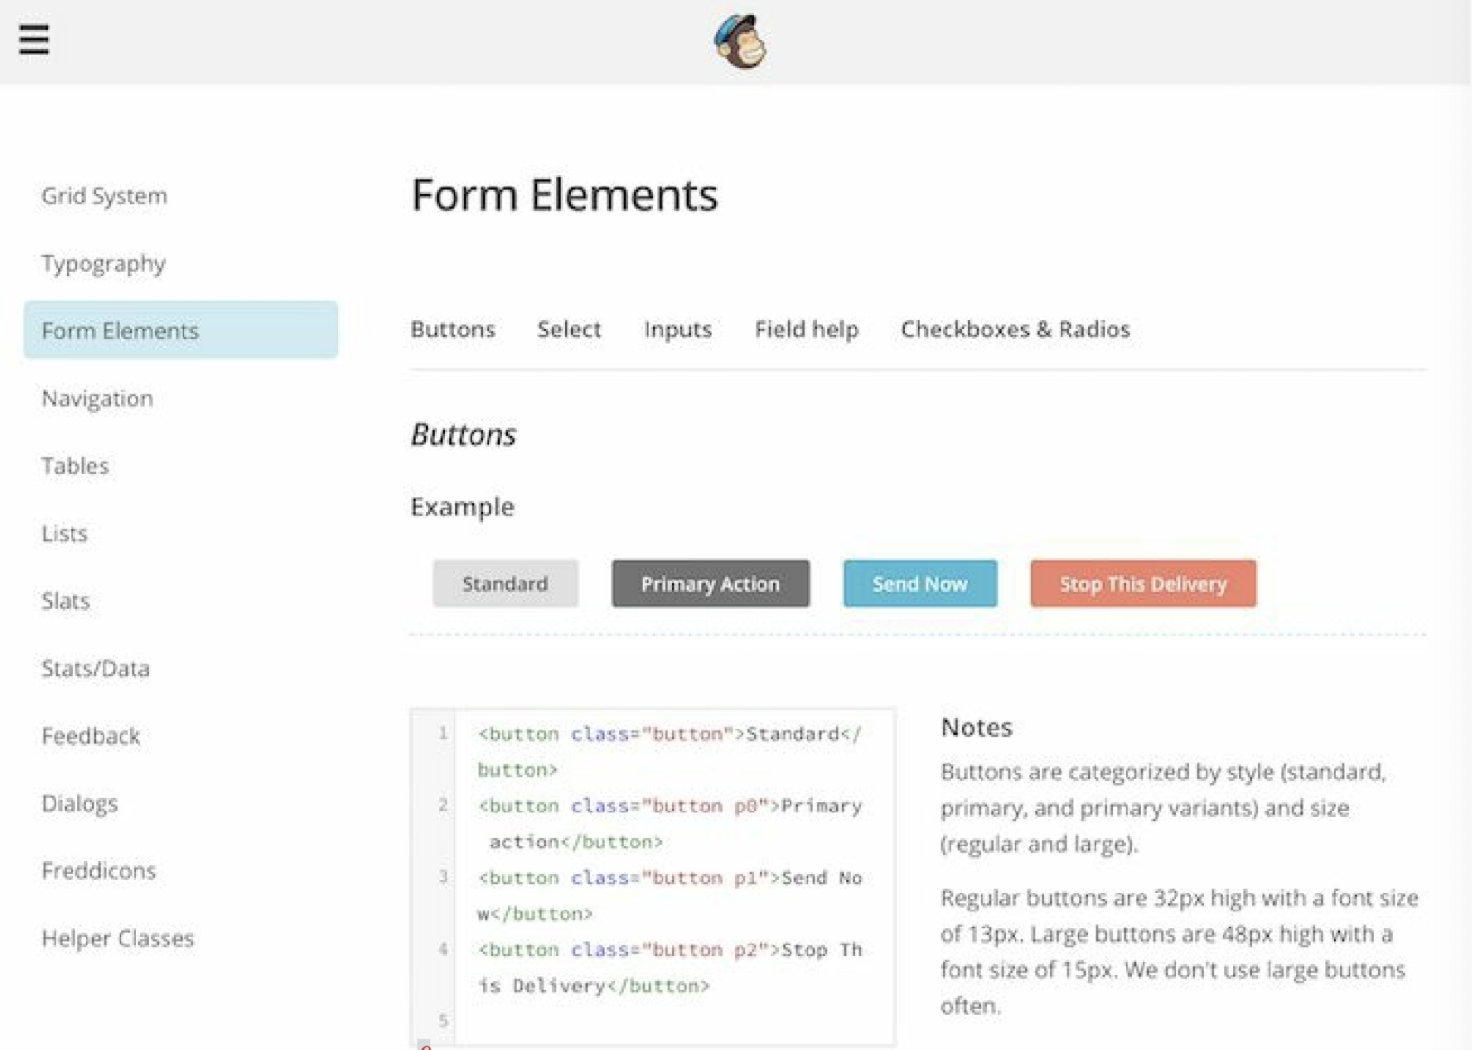 Grid System
Typography
Form Elements
Navigation
Tables
Lists
Slats
Stats/Data
Feedback
Dialogs
Freddicons
Helper Classes
Form Elements
Buttons Select Inputs Field help Checkboxes & Radios
Buttons
Example
Standard Primary Action Send Now Stop This Delivery
1 <button class="button">Standard</
button>
2 <button class="button p0">Primary
action</button>
3 <button class="button p1">Send No
w</button>
4 <button class="button p2">Stop Th
is Delivery</button>
5
Notes
Buttons are categorized by style (standard,
primary, and primary variants) and size
(regular and large).
Regular buttons are 32px high with a font size
of 13px. Large buttons are 48px high with a
font size of 15px. We don't use large buttons
often.